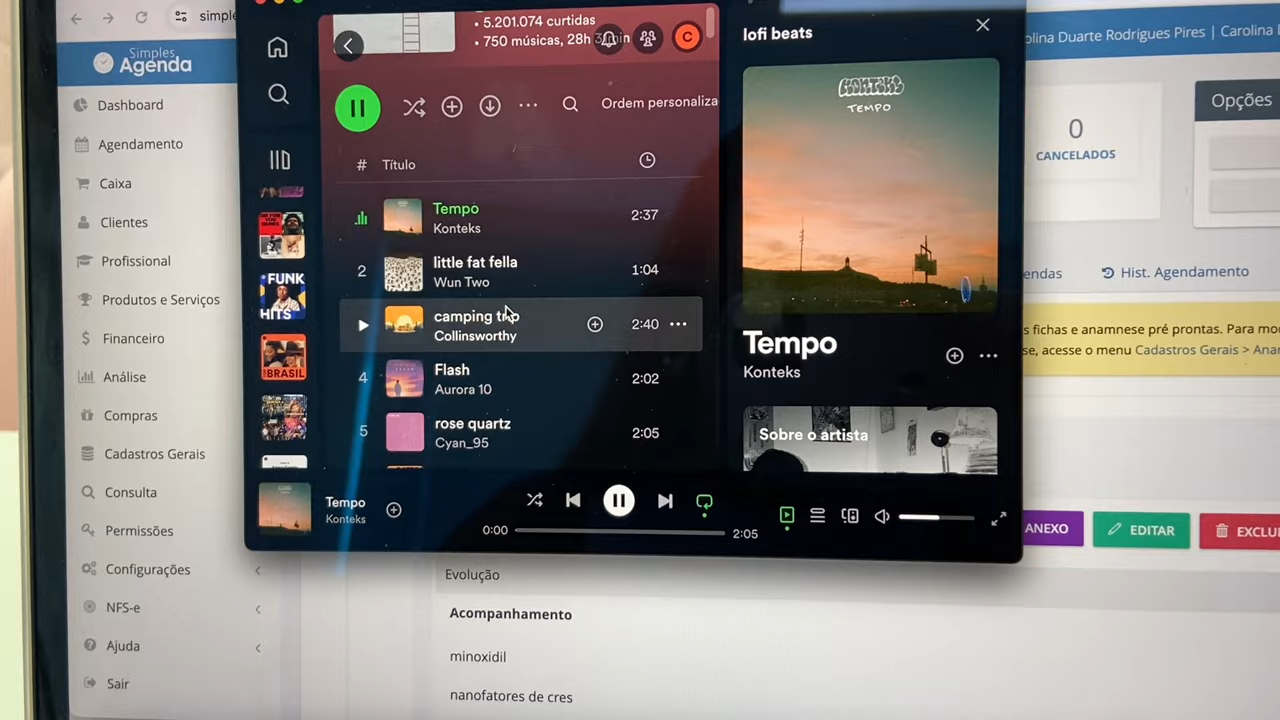 simple
Simples
Agenda
Dashboard
Agendamento
Caixa
Clientes
Profissional
Produtos e Serviços
Financeiro
Análise
Compras
Cadastros Gerais
Consulta
Permissões
Configurações
NFS-e
Ajuda
Sair
• 5.201.074 curtidas
• 750 músicas, 28h
C
Ordem personaliza
# Título
Tempo
Konteks
2:37
2
little fat fella
Wun Two
1:04
camping trip
Collinsworthy
2:40
4
Flash
Aurora 10
2:02
5
rose quartz
Cyan_95
2:05
FUNK
HITS
BRASIL
Tempo
Konteks
0:00
2:05
lofi beats
KONTEKS
TEMPO
Tempo
Konteks
Sobre o artista
olina Duarte Rodrigues Pires | Carolina
0
CANCELADOS
Opções
endas
Hist. Agendamento
s fichas e anamnese pré prontas. Para mo
se, acesse o menu Cadastros Gerais > Ana
ANEXO
EDITAR
EXCLU
Evolução
Acompanhamento
minoxidil
nanofatores de cres